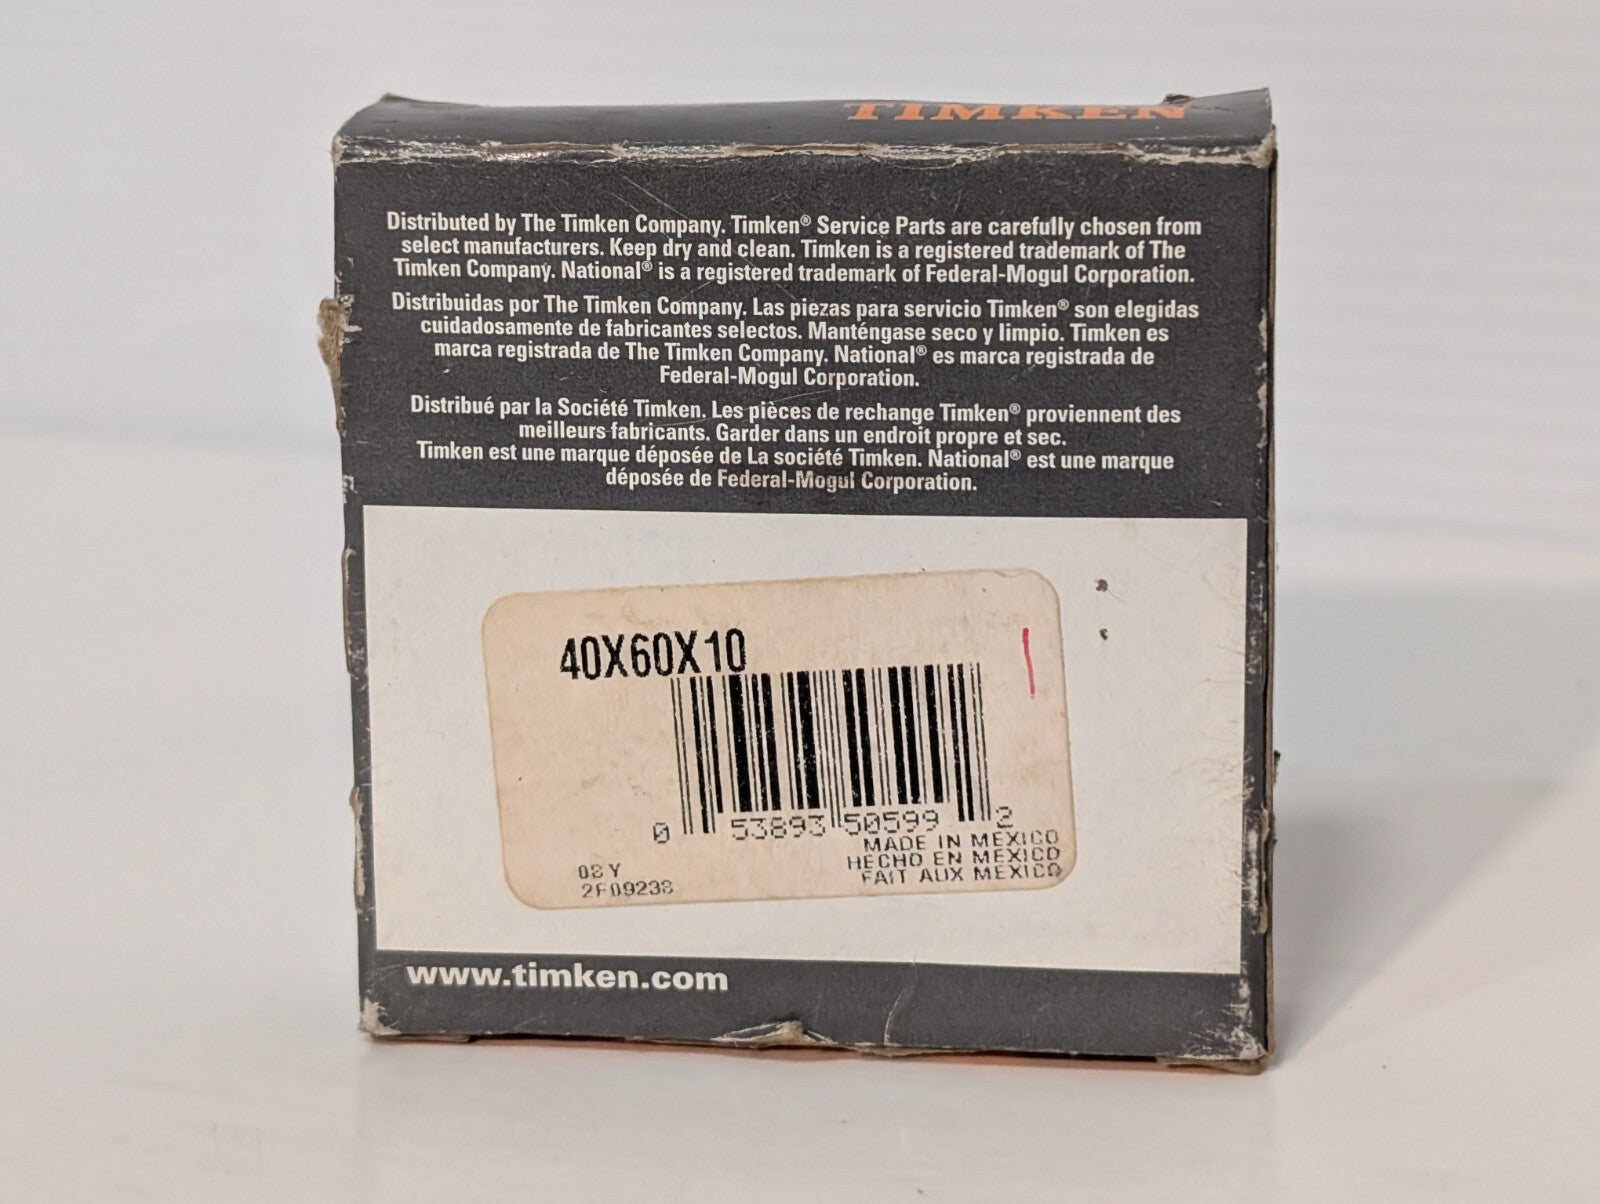 TIMKEN
Distributed by The Timken Company. Timken® Service Parts are carefully chosen from
select manufacturers. Keep dry and clean. Timken is a registered trademark of The
Timken Company. National® is a registered trademark of Federal-Mogul Corporation.
Distribuidas por The Timken Company. Las piezas para servicio Timken® son elegidas
cuidadosamente de fabricantes selectos. Manténgase seco y limpio. Timken es
marca registrada de The Timken Company. National® es marca registrada de
Federal-Mogul Corporation.
Distribué par la Société Timken. Les pièces de rechange Timken® proviennent des
meilleurs fabricants. Garder dans un endroit propre et sec.
Timken est une marque déposée de La société Timken. National® est une marque
déposée de Federal-Mogul Corporation.
40X60X10
0 53893 50599 2
MADE IN MEXICO
HECHO EN MEXICO
FAIT AUX MEXICO
www.timken.com